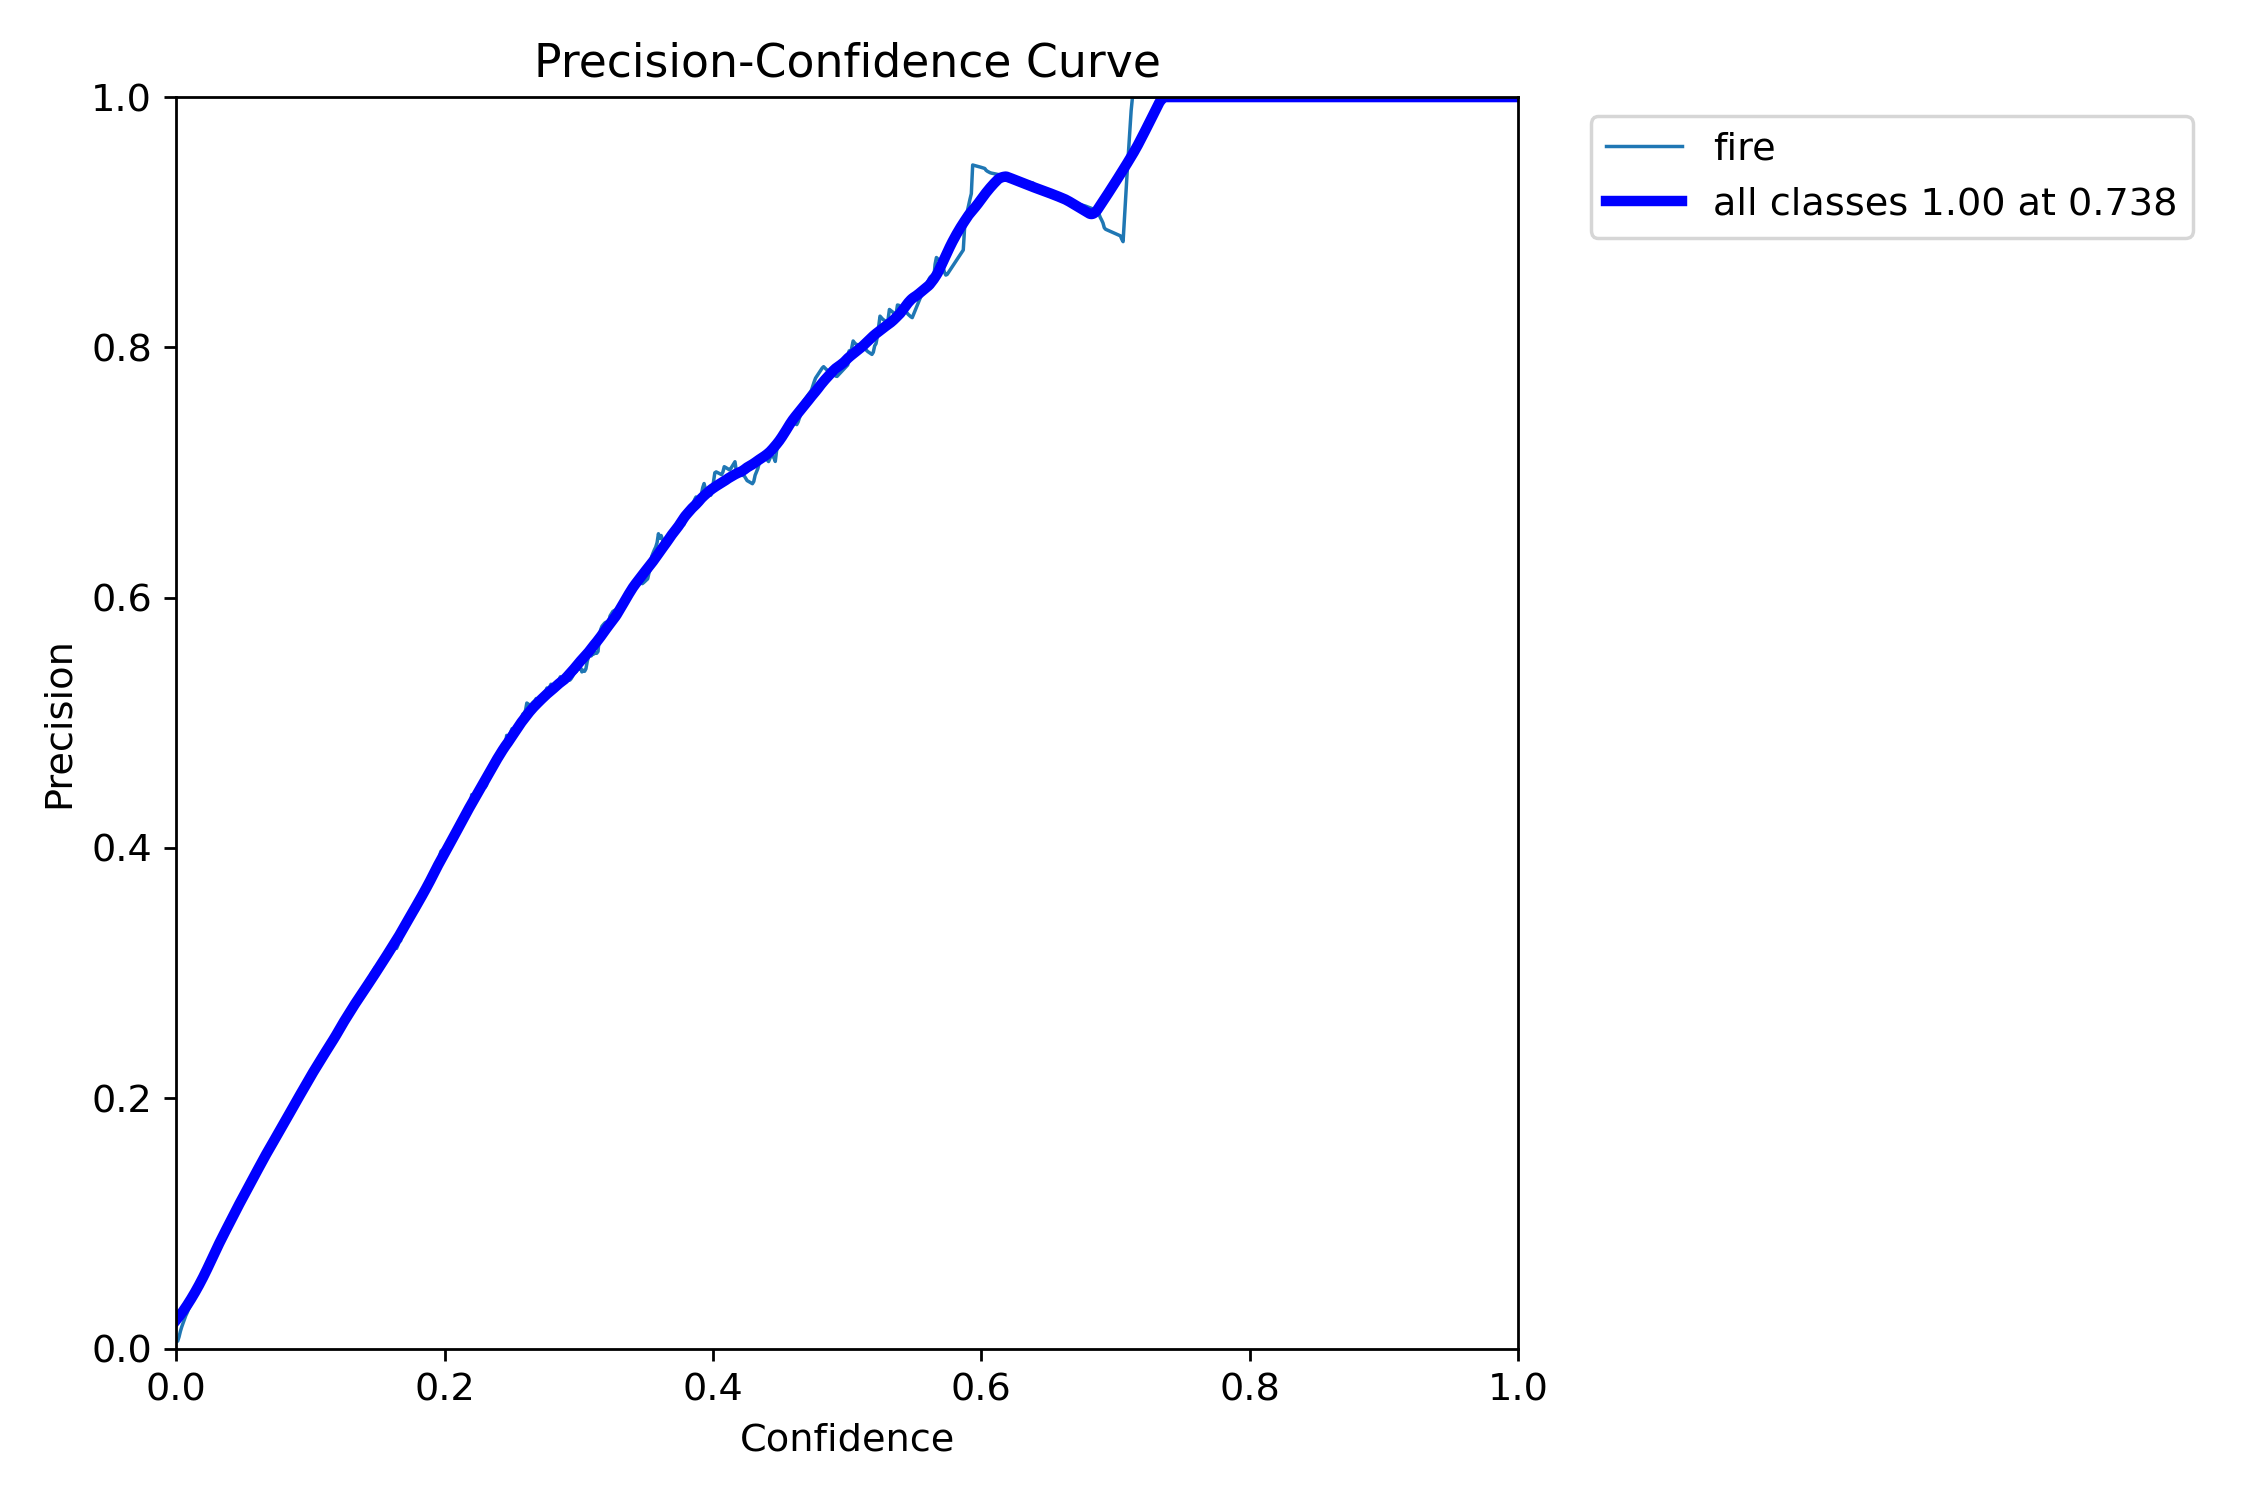 Precision-Confidence Curve
1.0
0.8
0.6
0.4
0.2
0.0
Precision
0.0 0.2 0.4 0.6 0.8 1.0
Confidence
fire
all classes 1.00 at 0.738